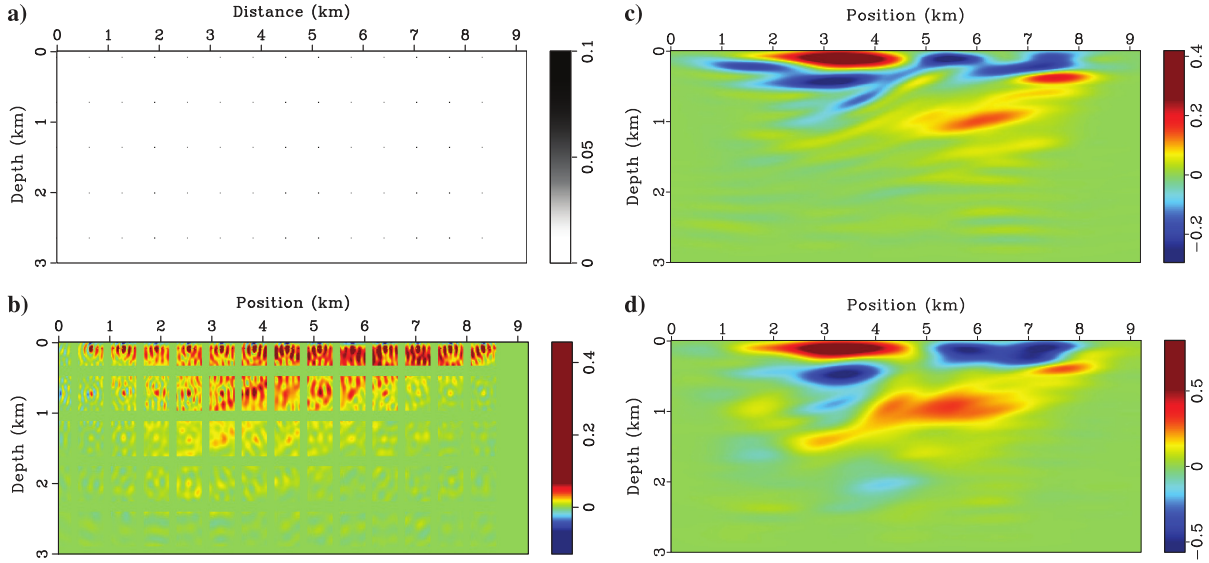 a)
Distance (km)
0 1 2 3 4 5 6 7 8 9
Depth (km)
0
1
2
3
0.1
0.05
0
b)
Position (km)
0 1 2 3 4 5 6 7 8 9
Depth (km)
0
1
2
3
0.4
0.2
0
c)
Position (km)
0 1 2 3 4 5 6 7 8 9
Depth (km)
0
1
2
3
0.4
0.2
0
−0.2
d)
Position (km)
0 1 2 3 4 5 6 7 8 9
Depth (km)
0
1
2
3
0.5
0
−0.5